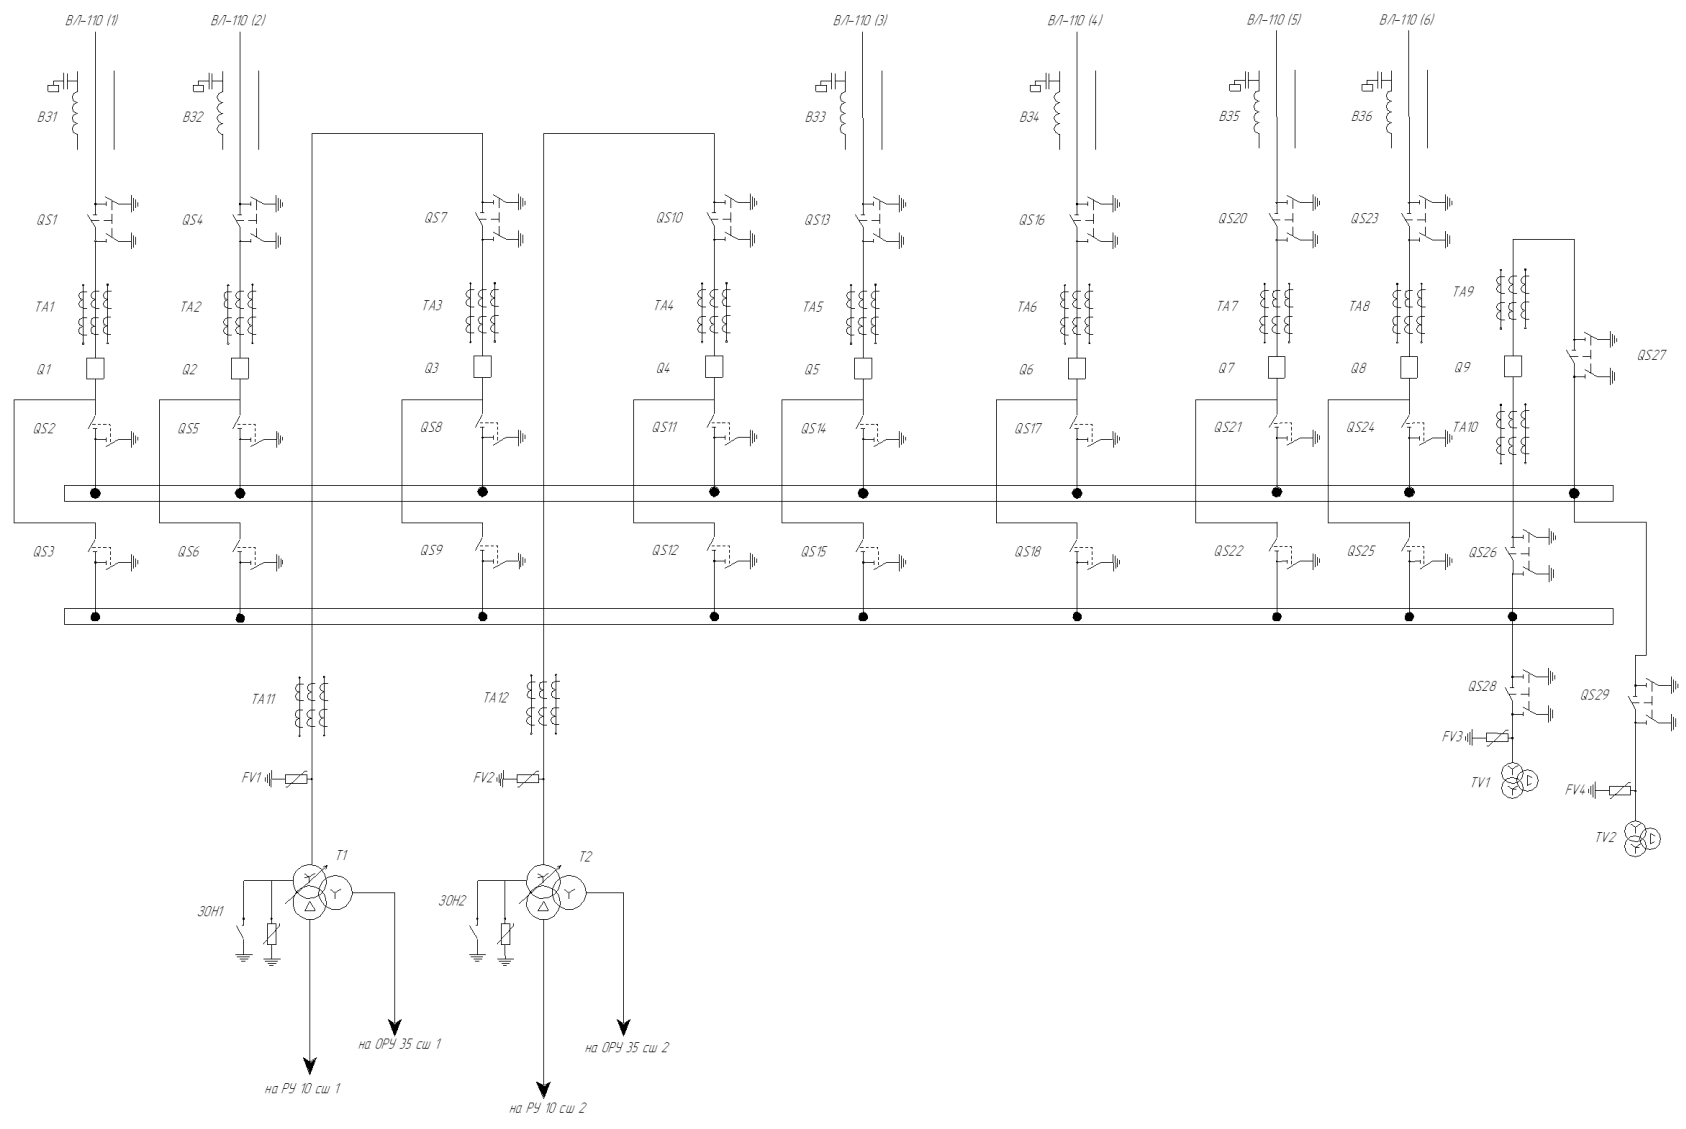 ВЛ-110 (1) ВЛ-110 (2) ВЛ-110 (3) ВЛ-110 (4) ВЛ-110 (5) ВЛ-110 (6)
ВЗ1 ВЗ2 ВЗ3 ВЗ4 ВЗ5 ВЗ6
QS1 QS4 QS7 QS10 QS13 QS16 QS20 QS23
TA1 TA2 TA3 TA4 TA5 TA6 TA7 TA8 TA9
QS27
Q1 Q2 Q3 Q4 Q5 Q6 Q7 Q8 Q9
QS2 QS5 QS8 QS11 QS14 QS17 QS21 QS24 TA10
QS3 QS6 QS9 QS12 QS15 QS18 QS22 QS25 QS26
TA11 TA12 QS28 QS29
FV3
FV1 FV2 TV1 FV4
TV2
T1 T2
ЗОН1 ЗОН2
на ОРУ 35 сш 1 на ОРУ 35 сш 2
на РУ 10 сш 1
на РУ 10 сш 2